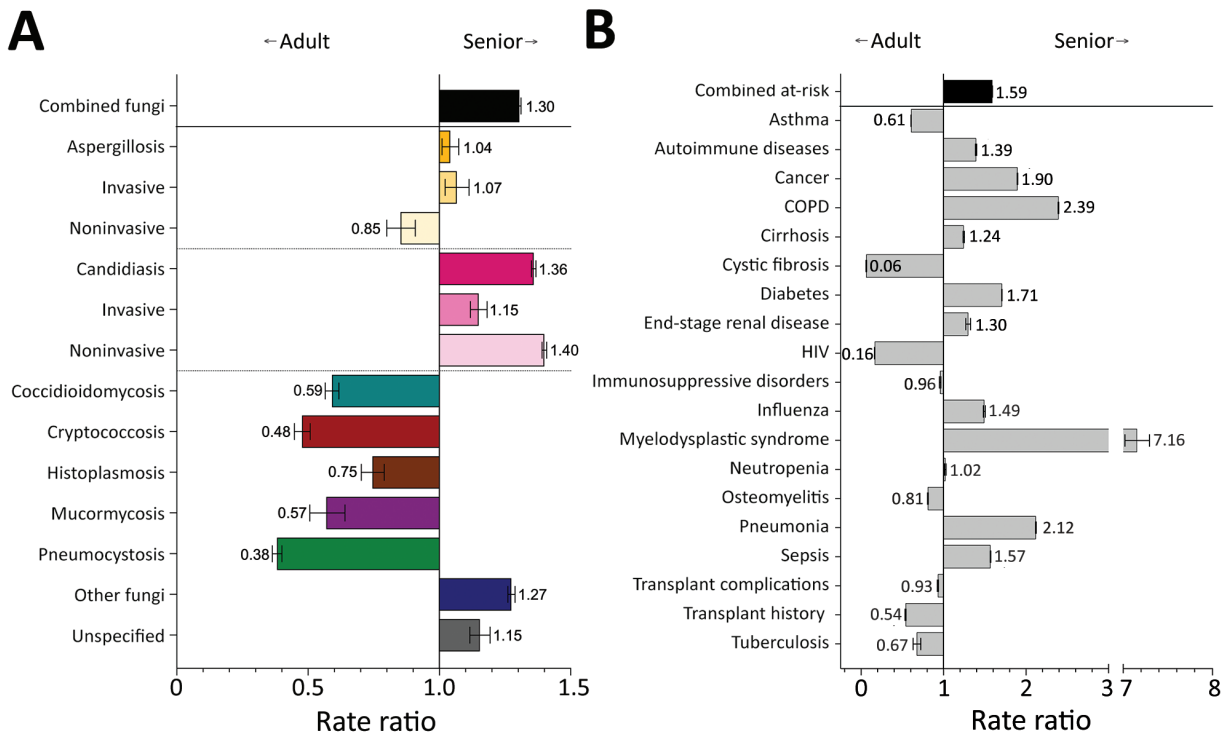 A
←Adult
Senior→
Combined fungi
1.30
Aspergillosis
1.04
Invasive
1.07
Noninvasive
0.85
Candidiasis
1.36
Invasive
1.15
Noninvasive
1.40
Coccidioidomycosis
0.59
Cryptococcosis
0.48
Histoplasmosis
0.75
Mucormycosis
0.57
Pneumocystosis
0.38
Other fungi
1.27
Unspecified
1.15
0 0.5 1.0 1.5
Rate ratio
B
←Adult
Senior→
Combined at-risk
1.59
Asthma
0.61
Autoimmune diseases
1.39
Cancer
1.90
COPD
2.39
Cirrhosis
1.24
Cystic fibrosis
0.06
Diabetes
1.71
End-stage renal disease
1.30
HIV
0.16
Immunosuppressive disorders
0.96
Influenza
1.49
Myelodysplastic syndrome
7.16
Neutropenia
1.02
Osteomyelitis
0.81
Pneumonia
2.12
Sepsis
1.57
Transplant complications
0.93
Transplant history
0.54
Tuberculosis
0.67
0 1 2 3 7 8
Rate ratio